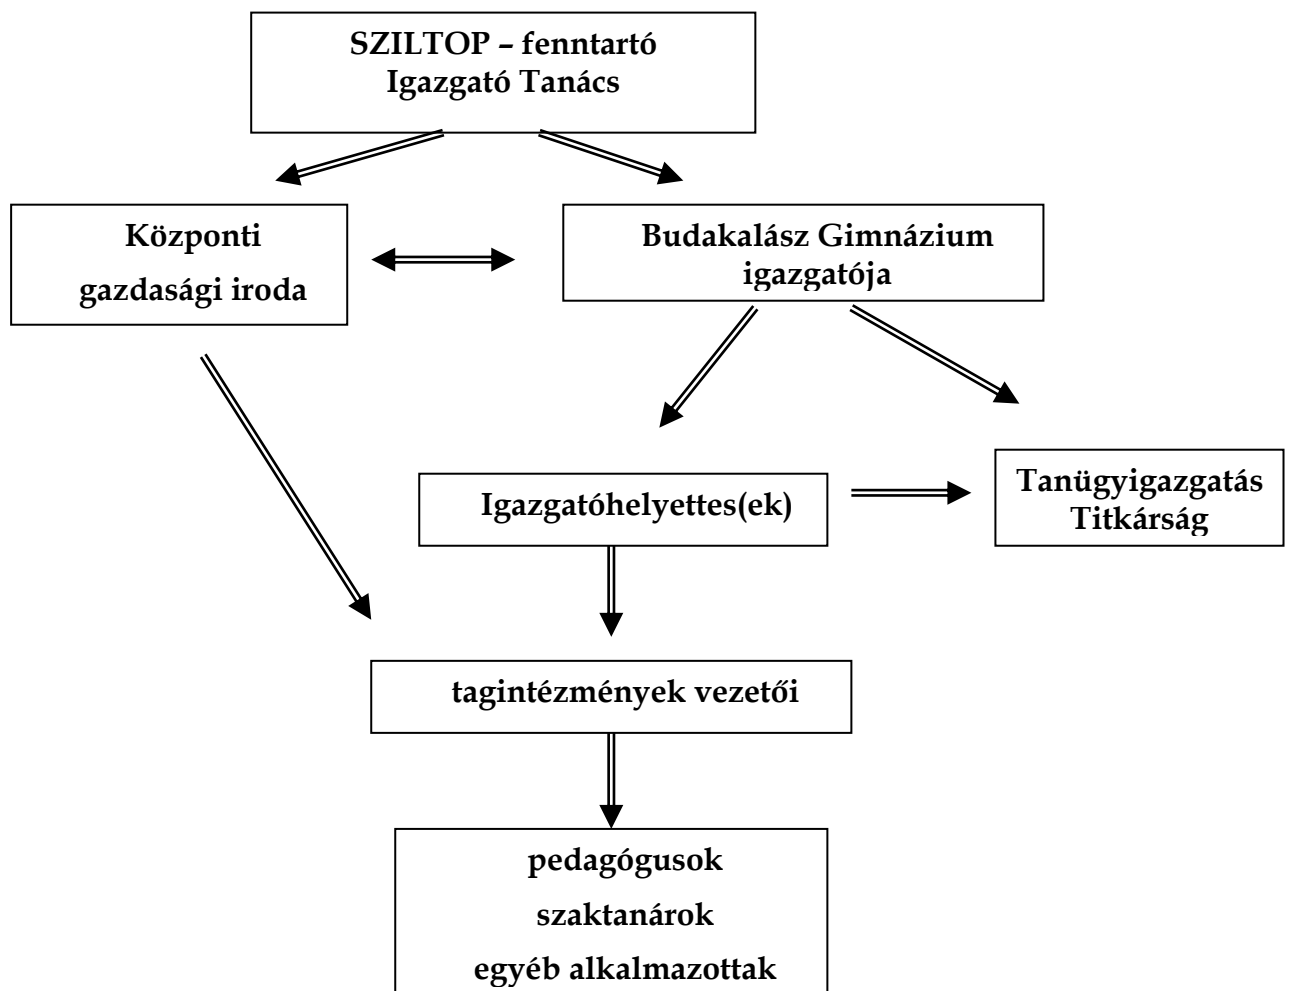 SZILTOP – fenntartó
Igazgató Tanács
Központi
gazdasági iroda
Budakalász Gimnázium
igazgatója
Igazgatóhelyettes(ek)
Tanügyigazgatás
Titkárság
tagintézmények vezetői
pedagógusok
szaktanárok
egyéb alkalmazottak